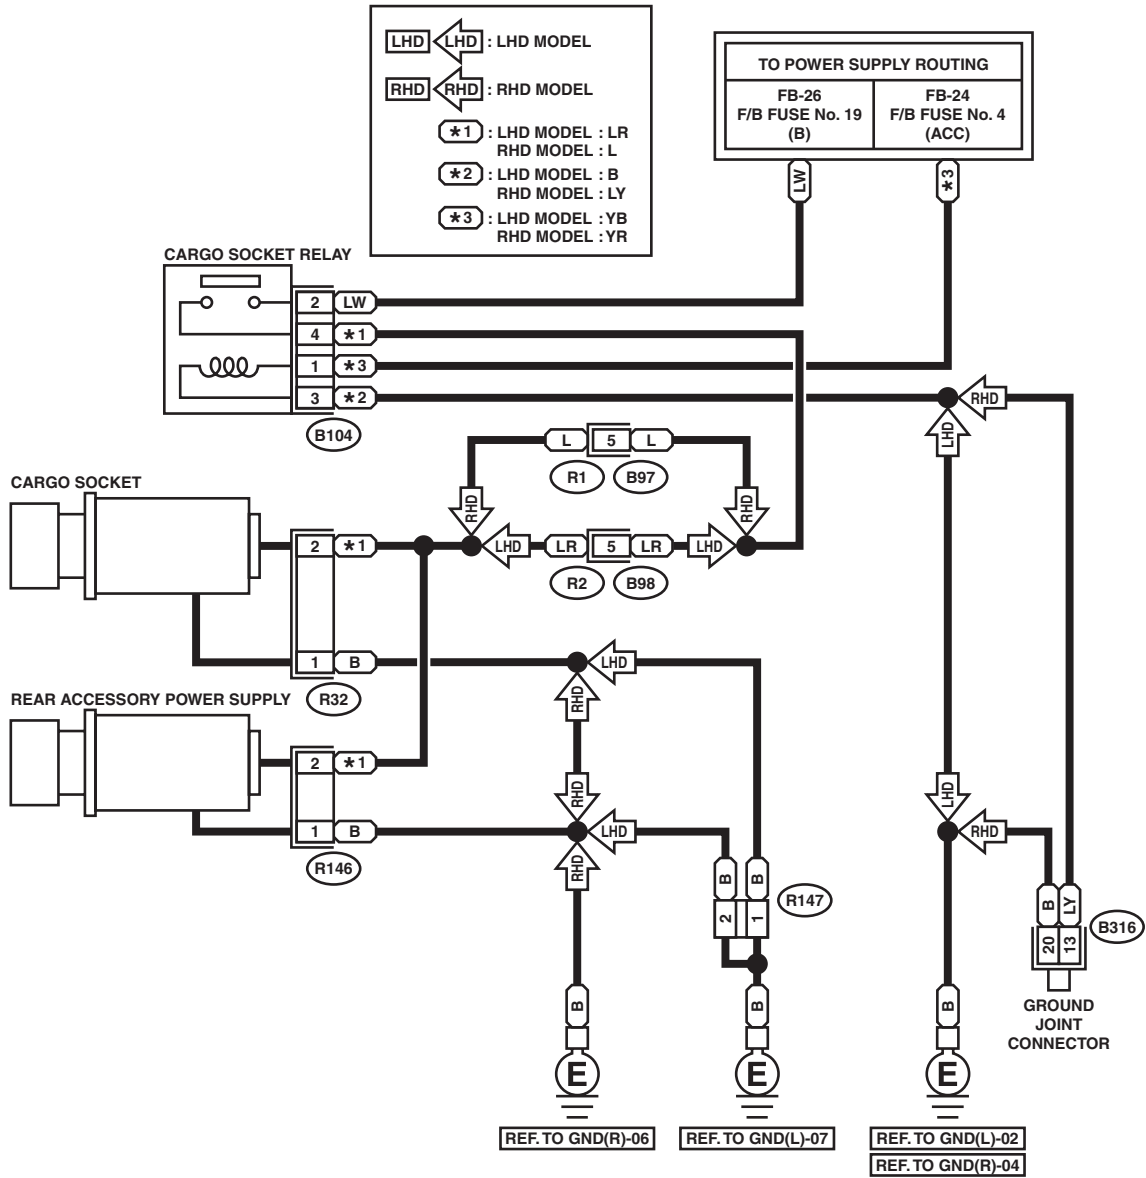 LHD LHD : LHD MODEL
RHD RHD : RHD MODEL
*1 : LHD MODEL : LR
RHD MODEL : L
*2 : LHD MODEL : B
RHD MODEL : LY
*3 : LHD MODEL : YB
RHD MODEL : YR
TO POWER SUPPLY ROUTING
FB-26
F/B FUSE No. 19
(B)
FB-24
F/B FUSE No. 4
(ACC)
LW
*3
CARGO SOCKET RELAY
2 LW
4 *1
1 *3
3 *2
B104
RHD
LHD
L 5 L
R1 B97
RHD
RHD
CARGO SOCKET
2 *1
LHD LR 5 LR LHD
R2 B98
1 B
R32
LHD
RHD
REAR ACCESSORY POWER SUPPLY
2 *1
RHD
LHD
1 B
LHD
RHD
R146
RHD
B B
R147
2 1
B LY
B316
20 13
B
B
B
GROUND
JOINT
CONNECTOR
E
E
E
REF. TO GND(R)-06
REF. TO GND(L)-07
REF. TO GND(L)-02
REF. TO GND(R)-04